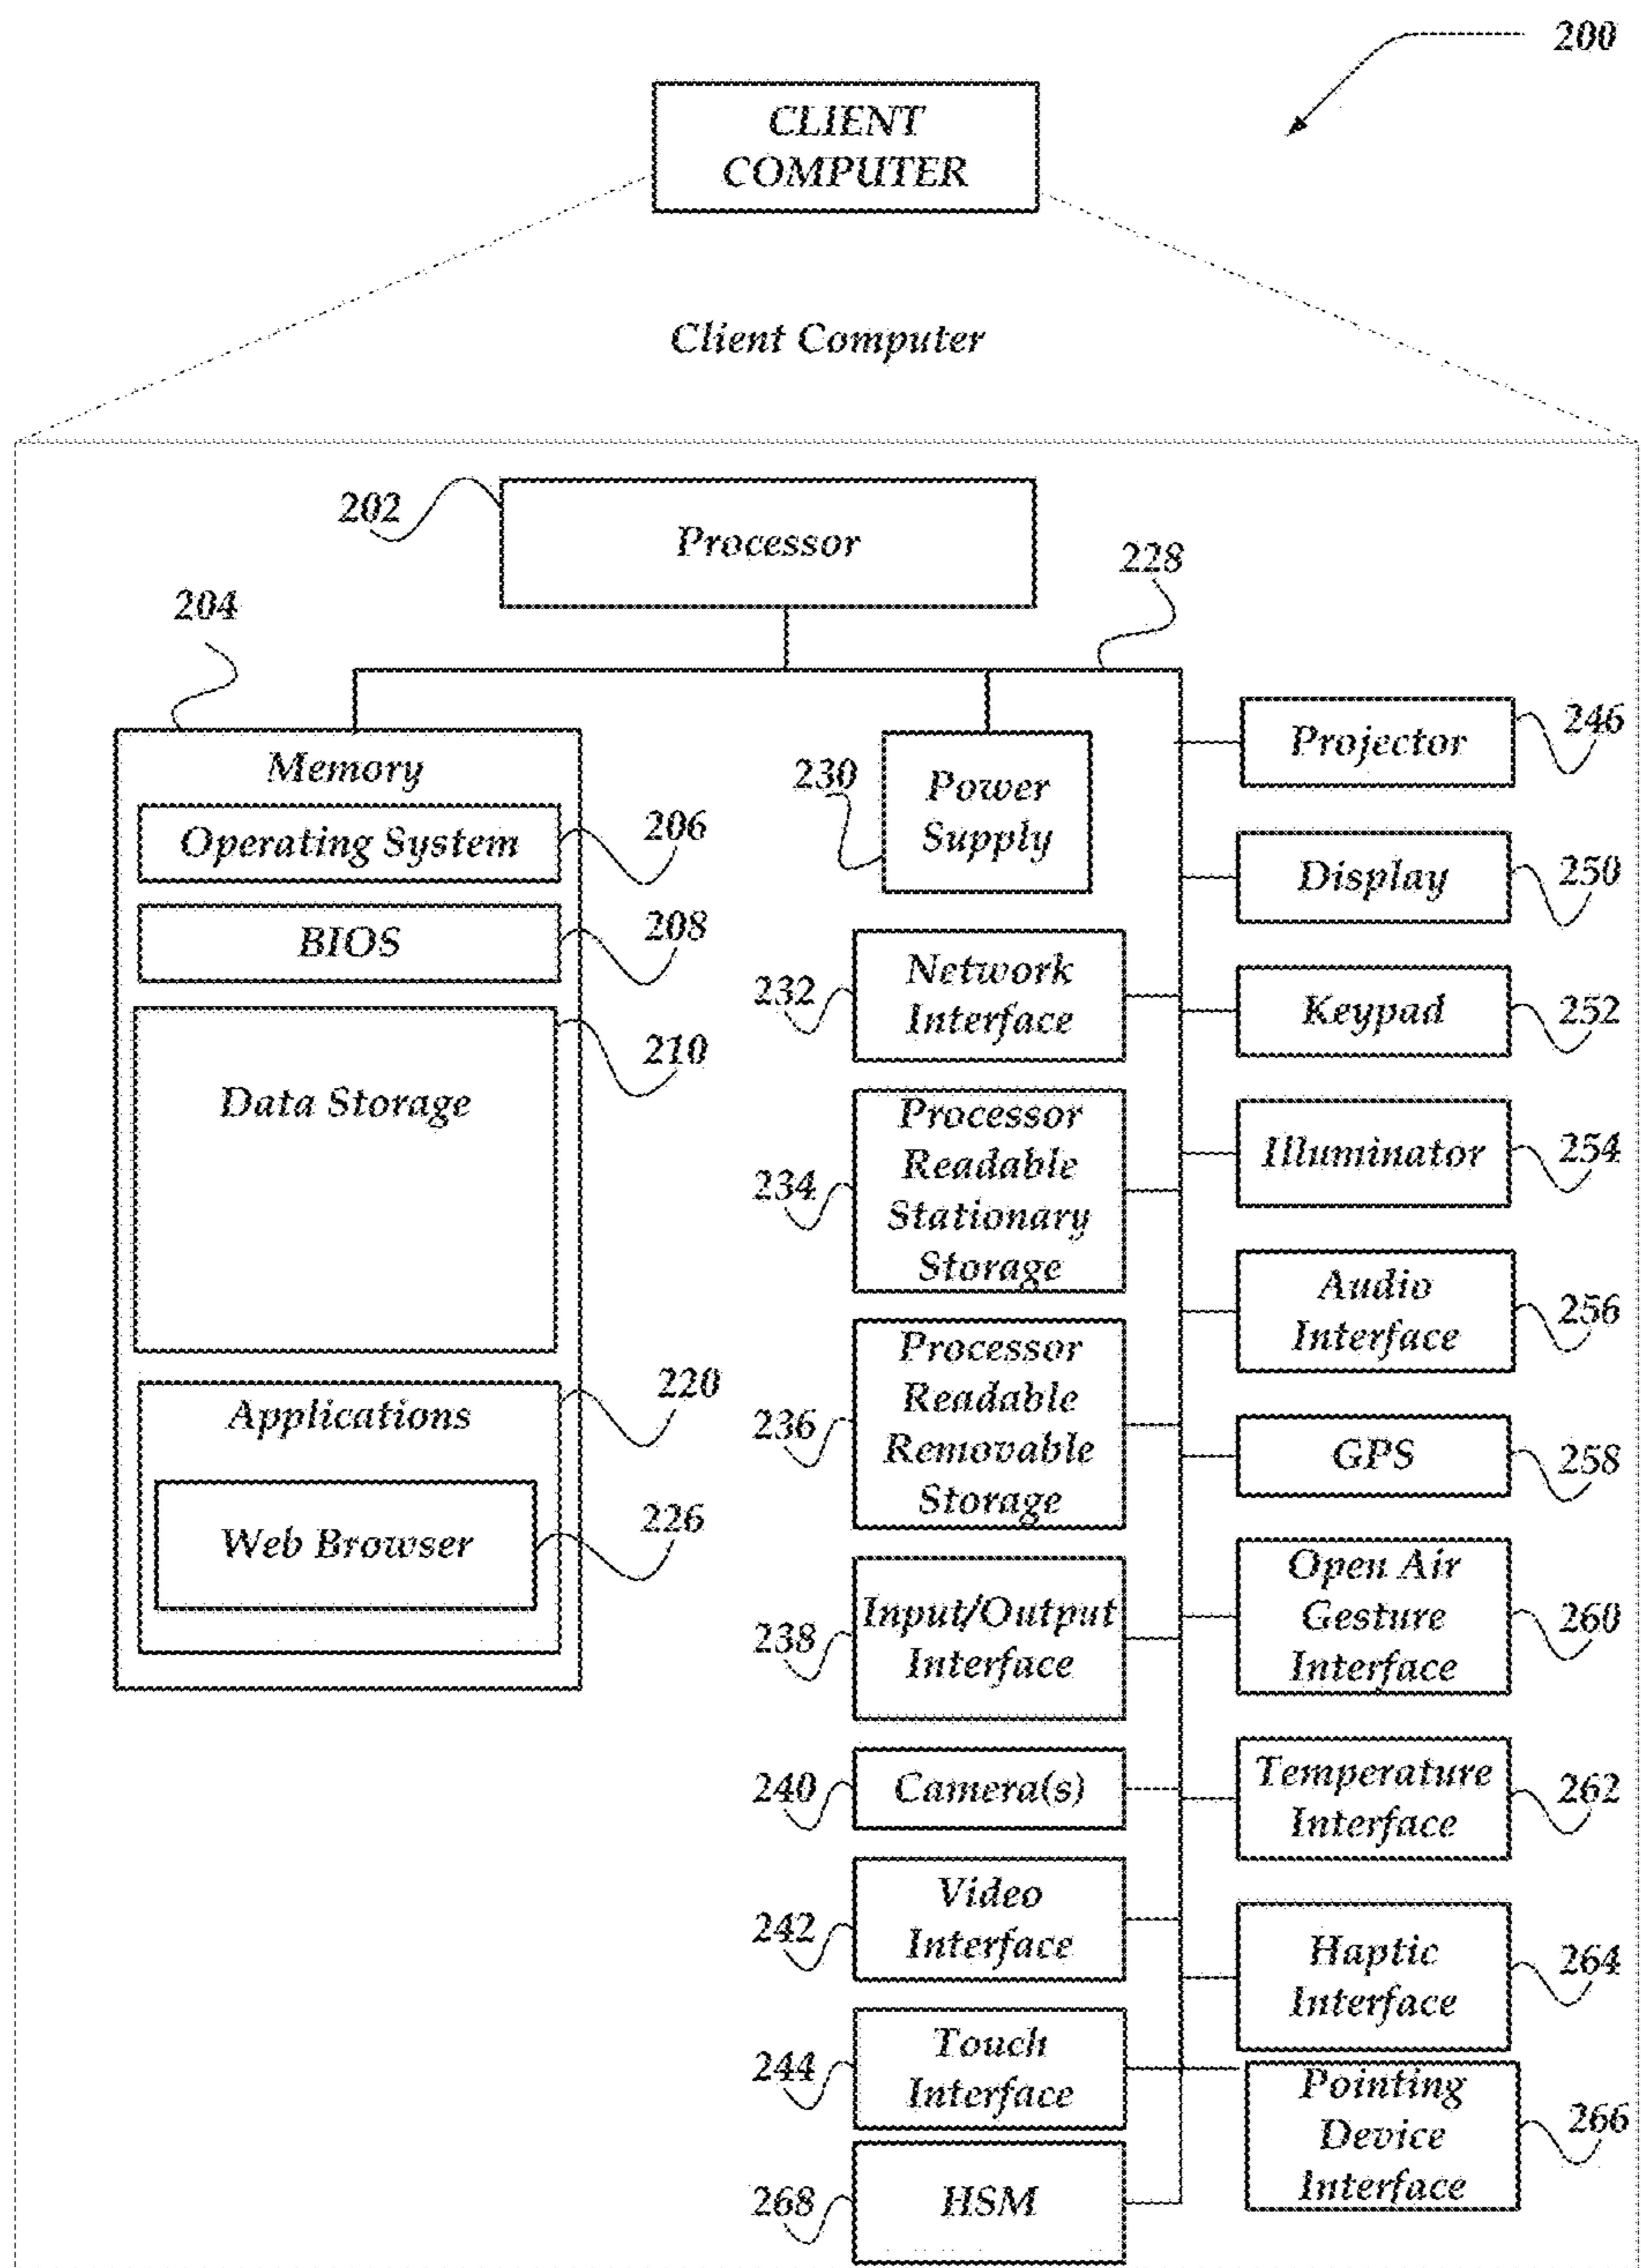 200
CLIENT
COMPUTER
Client Computer
202
Processor
228
204
Memory
Operating System
206
BIOS
208
Data Storage
210
Applications
220
Web Browser
226
230
Power
Supply
232
Network
Interface
234
Processor
Readable
Stationary
Storage
236
Processor
Readable
Removable
Storage
238
Input/Output
Interface
240
Camera(s)
242
Video
Interface
244
Touch
Interface
268
HSM
Projector
246
Display
250
Keypad
252
Illuminator
254
Audio
Interface
256
GPS
258
Open Air
Gesture
Interface
260
Temperature
Interface
262
Haptic
Interface
264
Pointing
Device
Interface
266